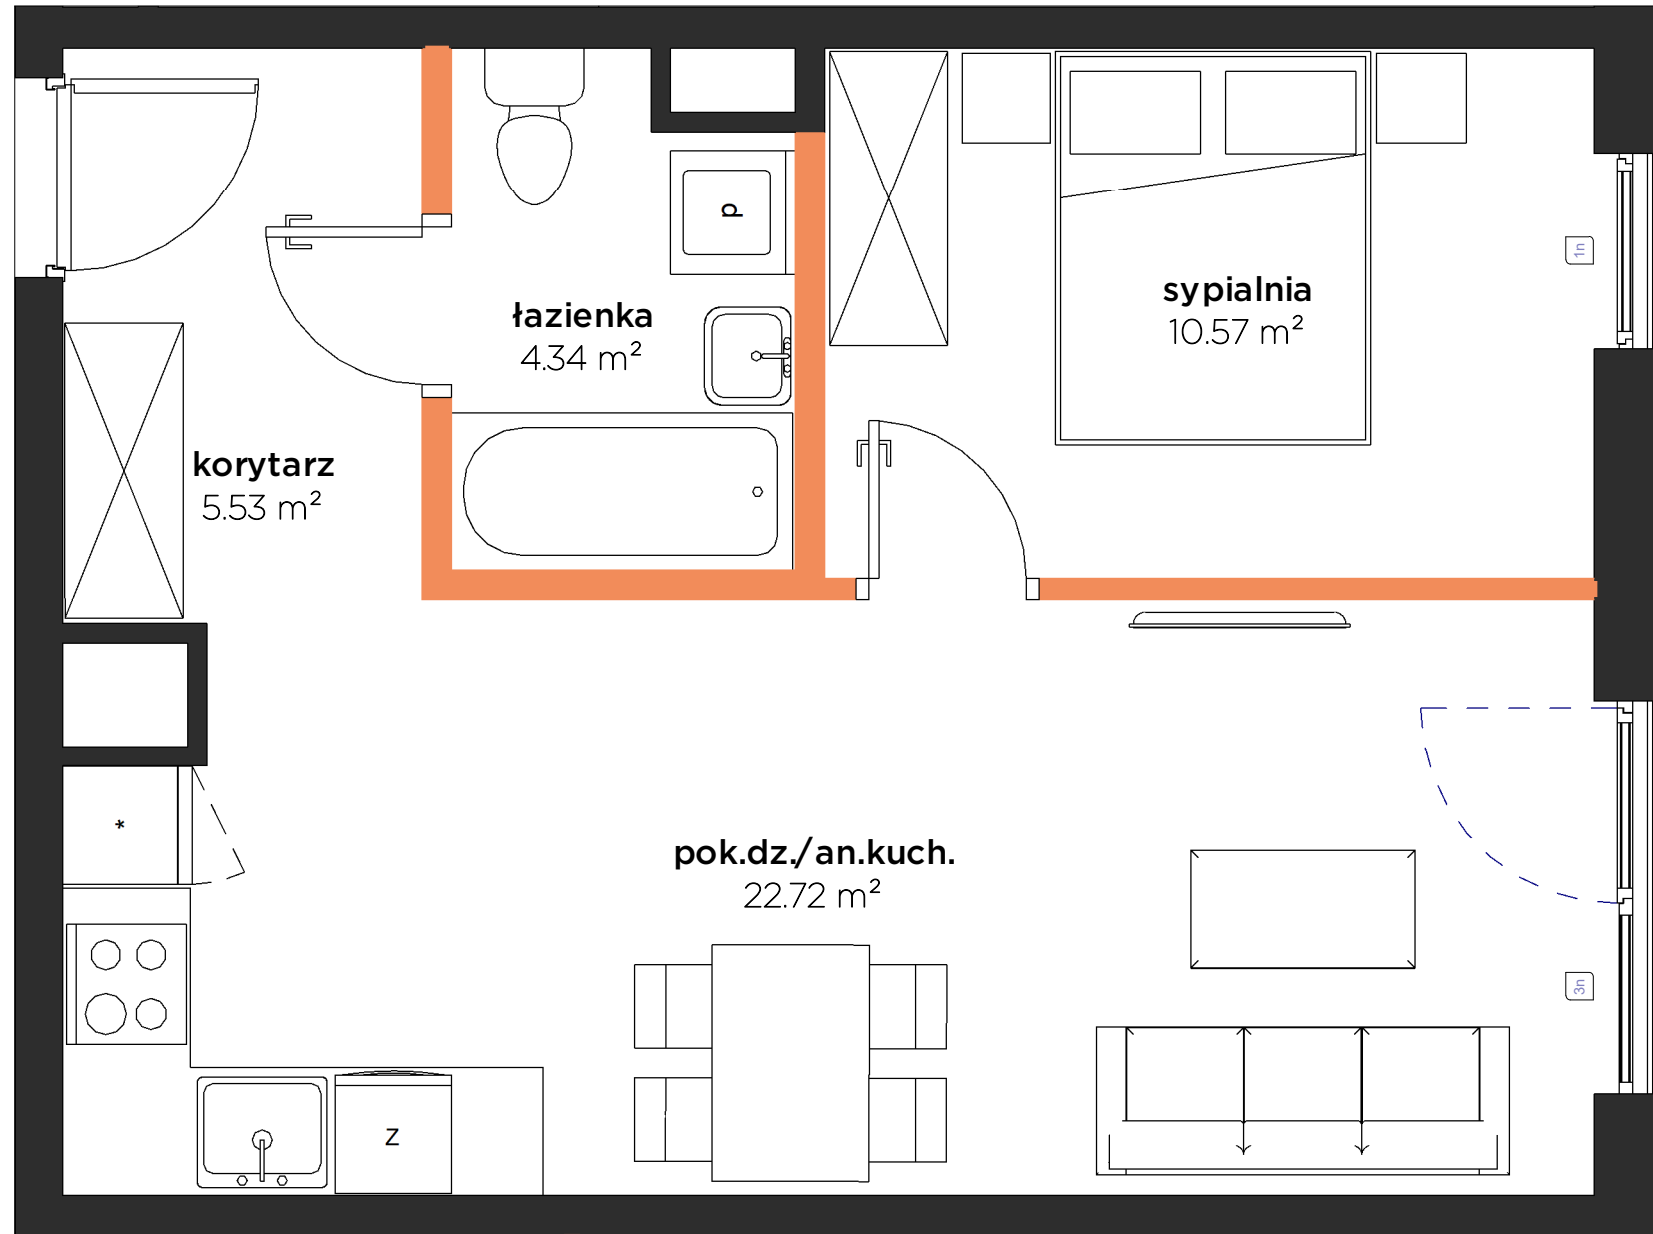 p
łazienka
4.34 m²
sypialnia
10.57 m²
1n
korytarz
5.53 m²
*
pok.dz./an.kuch.
22.72 m²
3n
Z